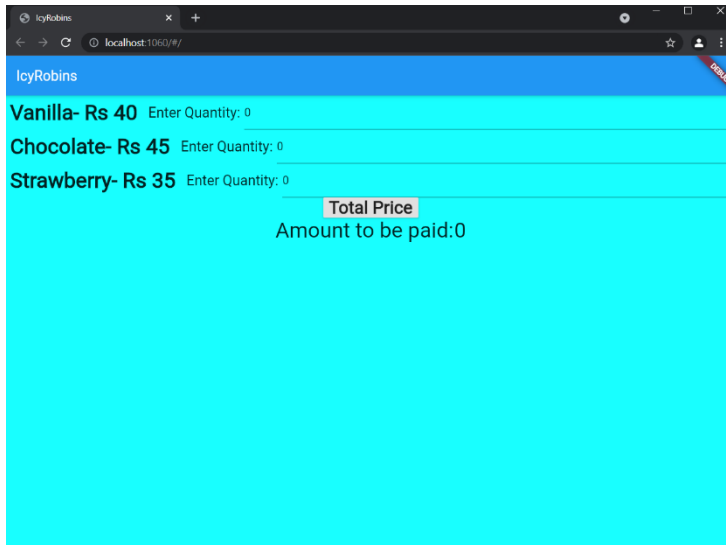 IcyRobins
localhost:1060/#/
IcyRobins
DEBUG
Vanilla- Rs 40 Enter Quantity: 0
Chocolate- Rs 45 Enter Quantity: 0
Strawberry- Rs 35 Enter Quantity: 0
Total Price
Amount to be paid:0